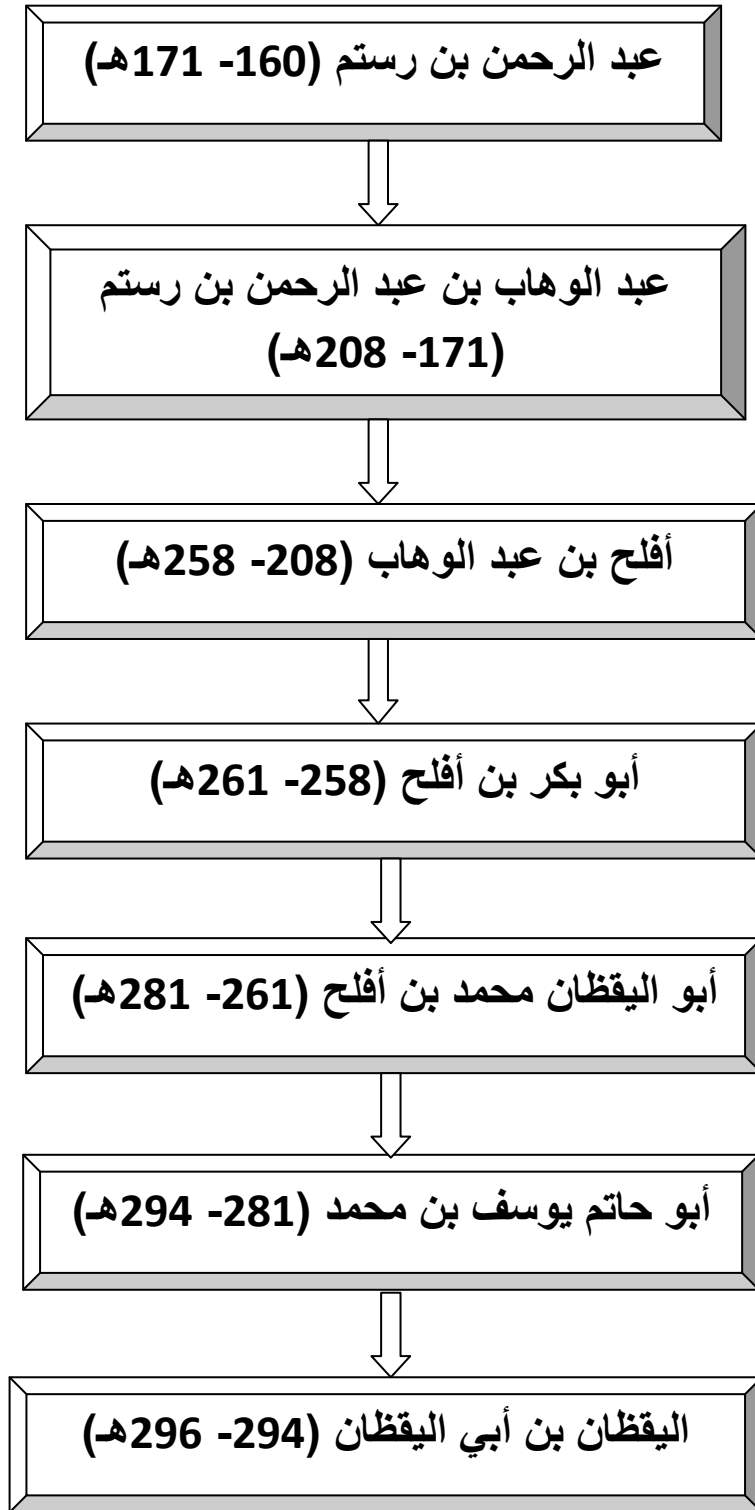 عبد الرحمن بن رستم (160- 171هـ)
عبد الوهاب بن عبد الرحمن بن رستم
(171- 208هـ)
أفلح بن عبد الوهاب (208- 258هـ)
أبو بكر بن أفلح (258- 261هـ)
أبو اليقظان محمد بن أفلح (261- 281هـ)
أبو حاتم يوسف بن محمد (281- 294هـ)
اليقظان بن أبي اليقظان (294- 296هـ)